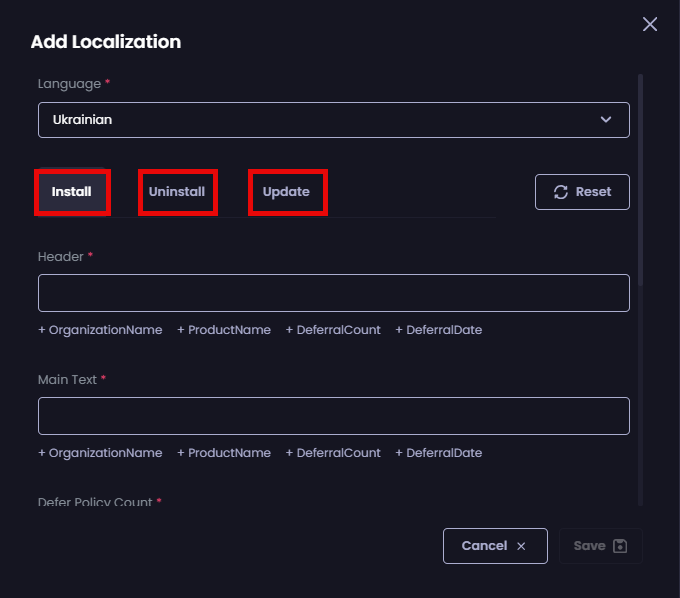 Add Localization
Language *
Ukrainian
Install Uninstall Update Reset
Header *
+ OrganizationName + ProductName + DeferralCount + DeferralDate
Main Text *
+ OrganizationName + ProductName + DeferralCount + DeferralDate
Defer Policy Count *
Cancel Save